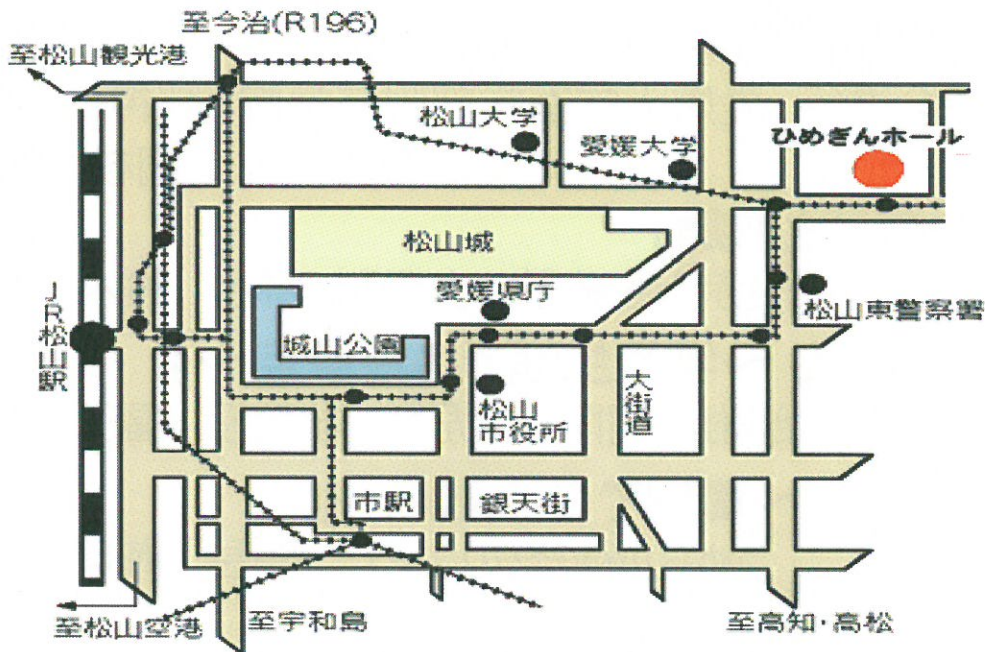 至今治(R196)
至松山観光港
松山大学
愛媛大学
ひめぎんホール
松山城
愛媛県庁
松山東警察署
JR松山駅
城山公園
大街道
松山
市役所
市駅
銀天街
至松山空港
至宇和島
至高知・高松